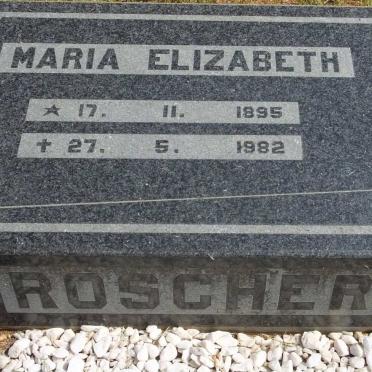 MARIA ELIZABETH
★ 17. 11. 1895
✝ 27. 5. 1982
ROSCHER